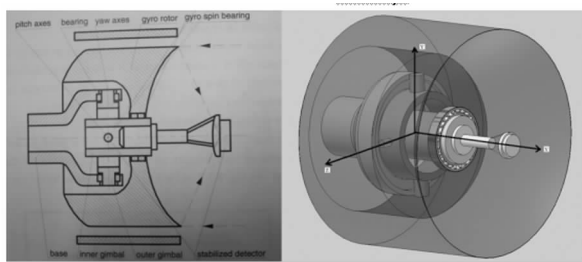 pitch axes bearing yaw axes gyro rotor gyro spin bearing
base inner gimbal outer gimbal stabilized detector